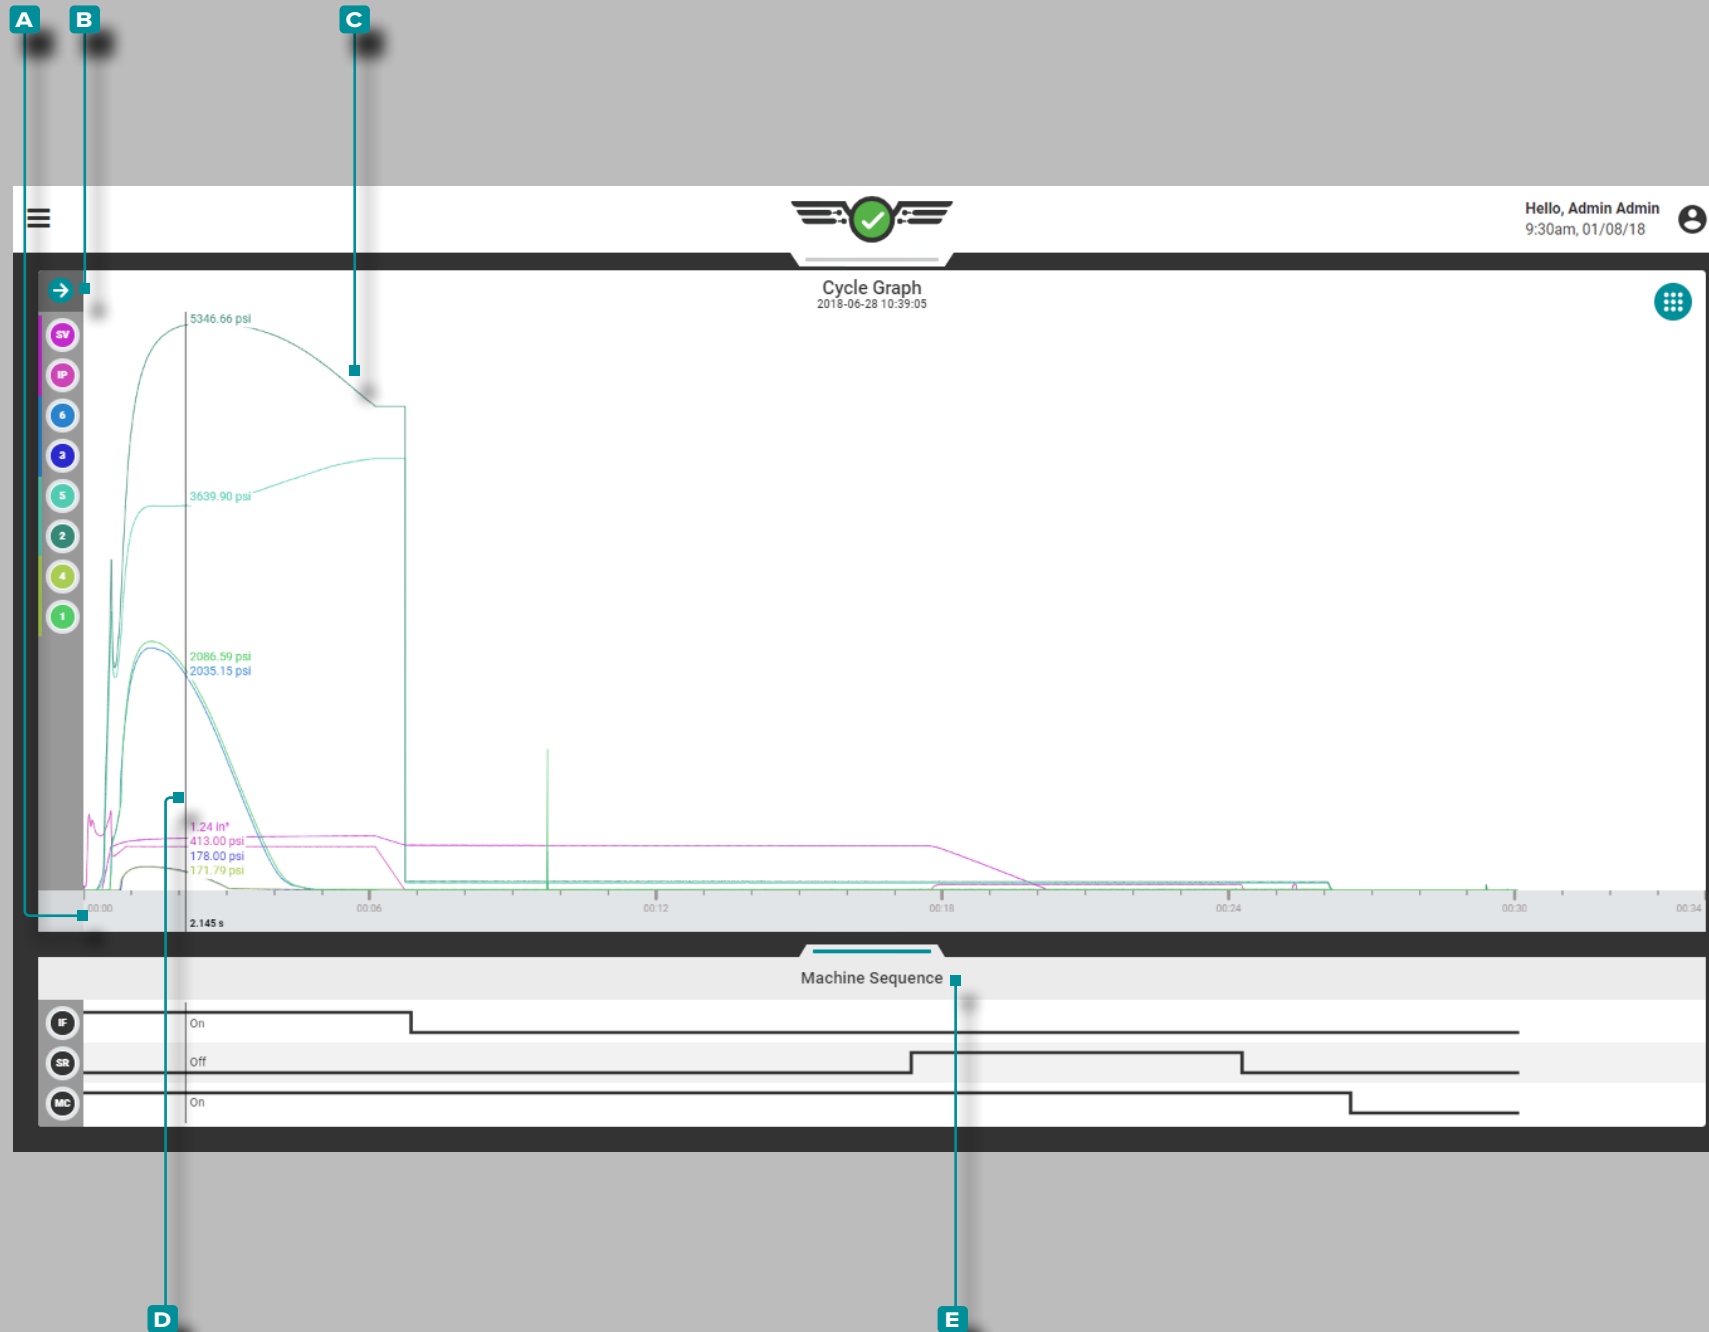 A B C
Hello, Admin Admin
9:30am, 01/08/18
Cycle Graph
2018-06-28 10:39:05
SV
IP
6
3
5
2
4
1
5346.66 psi
3639.90 psi
2086.59 psi
2035.15 psi
1.24 in³
413.00 psi
178.00 psi
171.79 psi
00:00 00:06 00:12 00:18 00:24 00:30 00:34
2.145 s
Machine Sequence
IF On
SR Off
MC On
D E